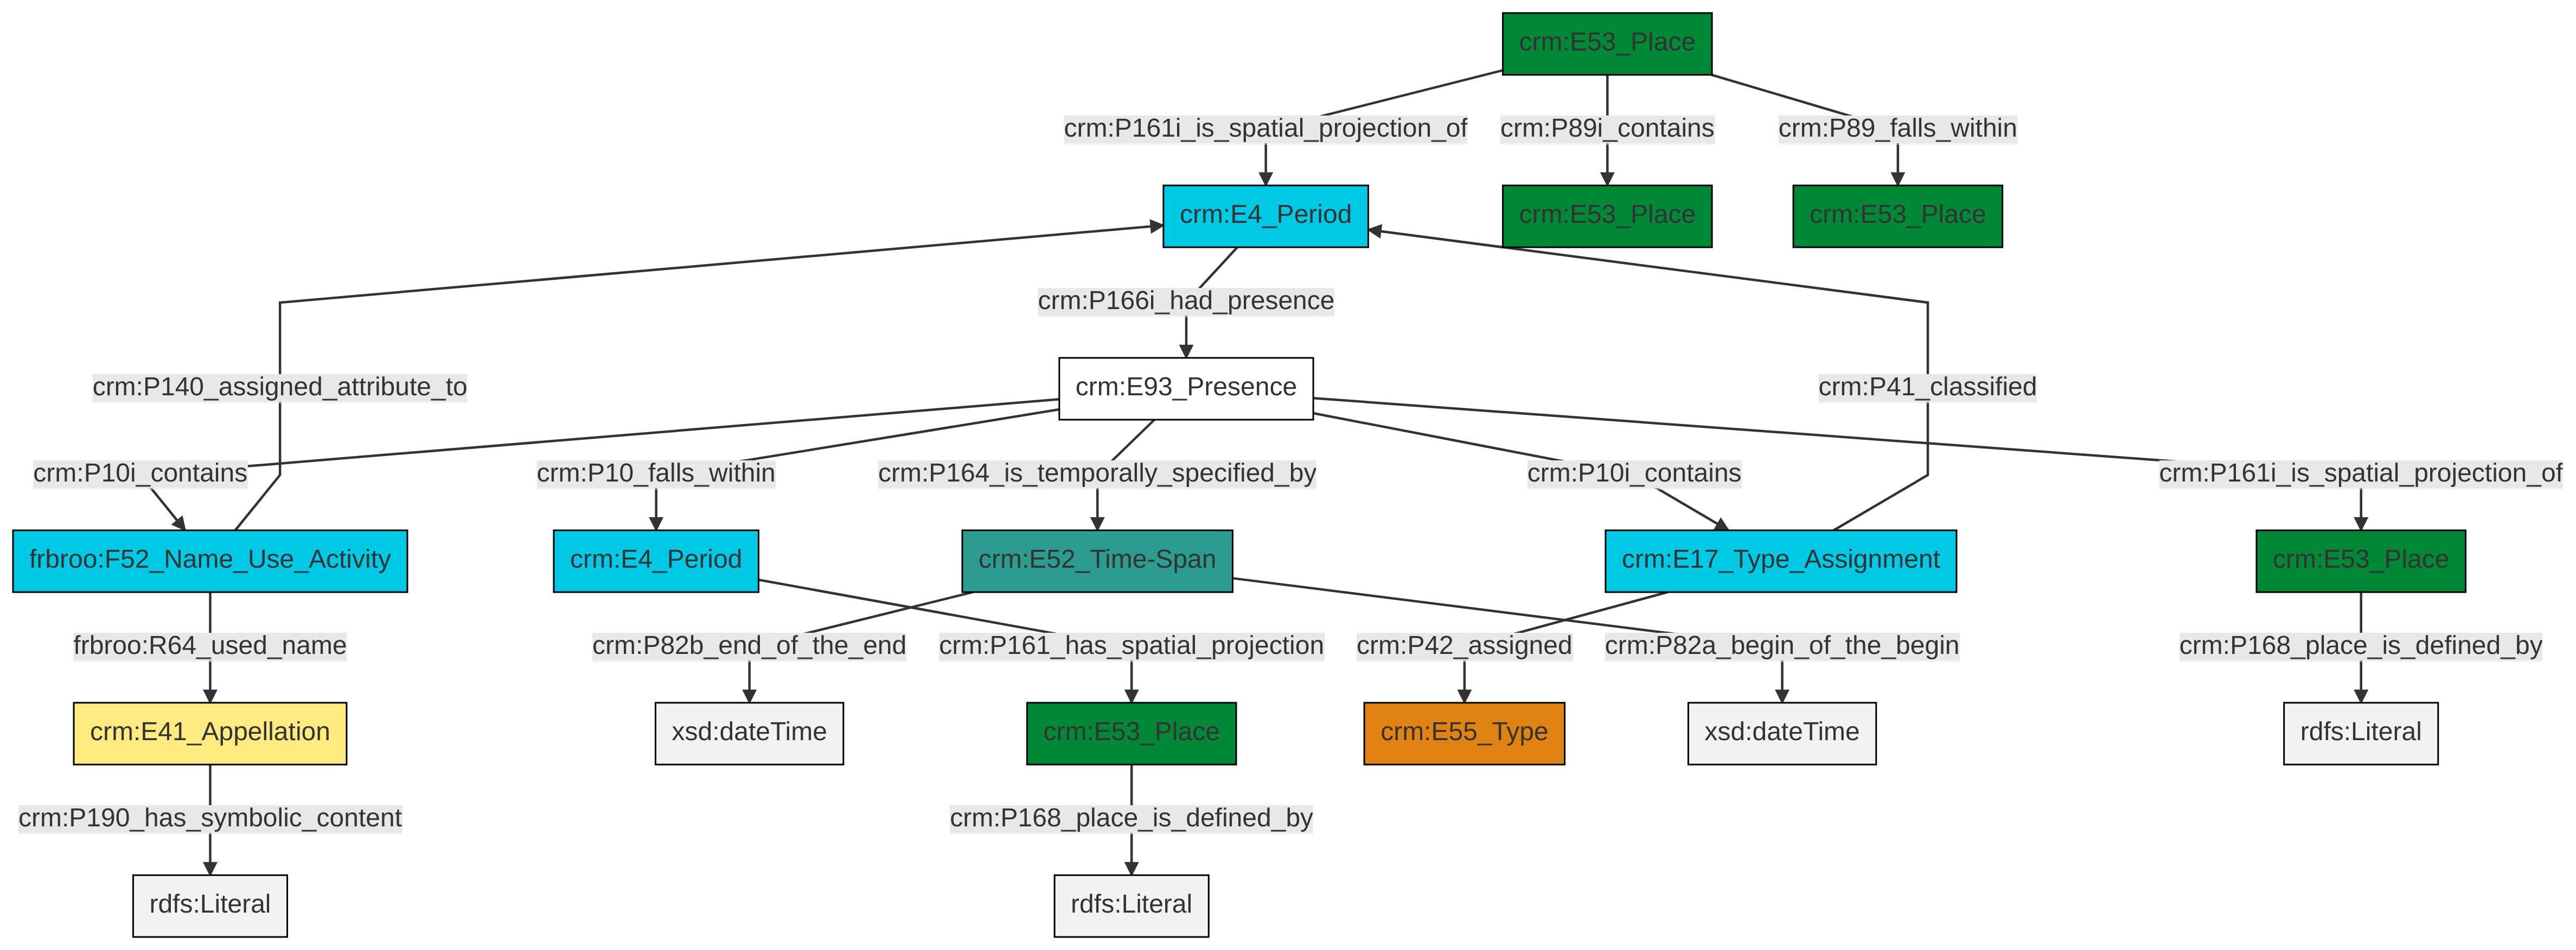 crm:E53_Place
crm:P161i_is_spatial_projection_of
crm:P89i_contains
crm:P89_falls_within
crm:E4_Period
crm:E53_Place
crm:E53_Place
crm:P166i_had_presence
crm:P140_assigned_attribute_to
crm:E93_Presence
crm:P41_classified
crm:P10i_contains
crm:P10_falls_within
crm:P164_is_temporally_specified_by
crm:P10i_contains
crm:P161i_is_spatial_projection_of
frbroo:F52_Name_Use_Activity
crm:E4_Period
crm:E52_Time-Span
crm:E17_Type_Assignment
crm:E53_Place
frbroo:R64_used_name
crm:P82b_end_of_the_end
crm:P161_has_spatial_projection
crm:P42_assigned
crm:P82a_begin_of_the_begin
crm:P168_place_is_defined_by
crm:E41_Appellation
xsd:dateTime
crm:E53_Place
crm:E55_Type
xsd:dateTime
rdfs:Literal
crm:P190_has_symbolic_content
crm:P168_place_is_defined_by
rdfs:Literal
rdfs:Literal